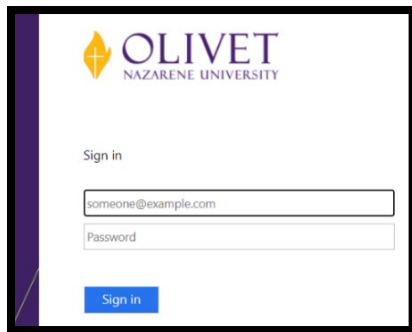 OLIVET
NAZARENE UNIVERSITY
Sign in
someone@example.com
Password
Sign in